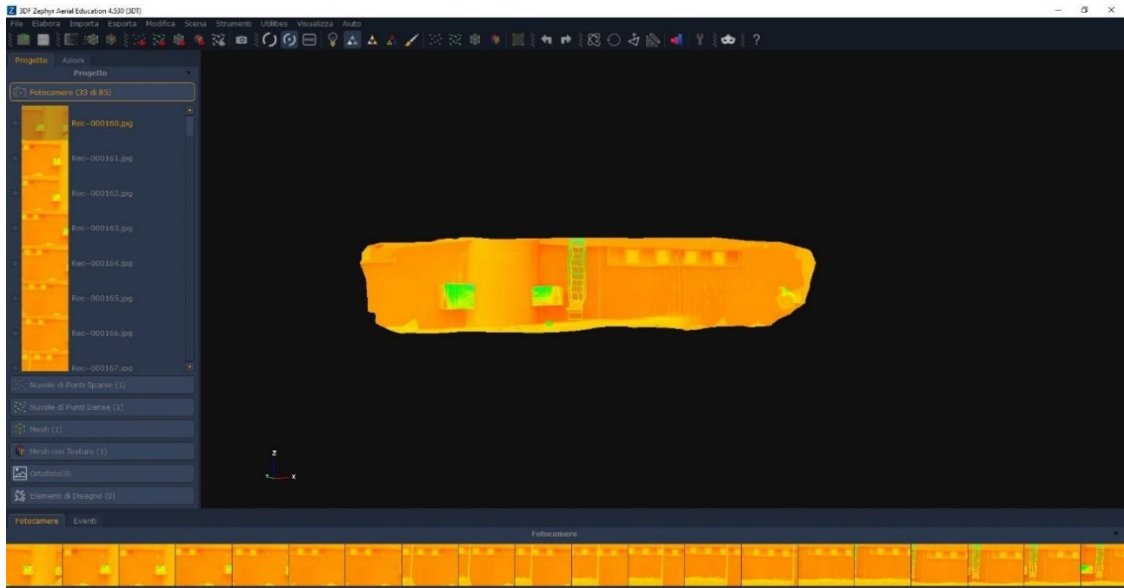 3DF Zephyr Aerial Education 4.530 (3DT)
File Elabora Importa Esporta Modifica Scena Strumenti Utilities Visualizza Aiuto
Progetto Azioni
Progetto
Fotocamere (33 di 85)
Rec-000160.jpg
Rec-000161.jpg
Rec-000162.jpg
Rec-000163.jpg
Rec-000164.jpg
Rec-000165.jpg
Rec-000166.jpg
Rec-000167.jpg
Nuvole di Punti Sparse (1)
Nuvole di Punti Dense (1)
Mesh (1)
Mesh con Texture (1)
Ortofoto(0)
Elementi di Disegno (0)
Z
X
Fotocamere Eventi
Fotocamere